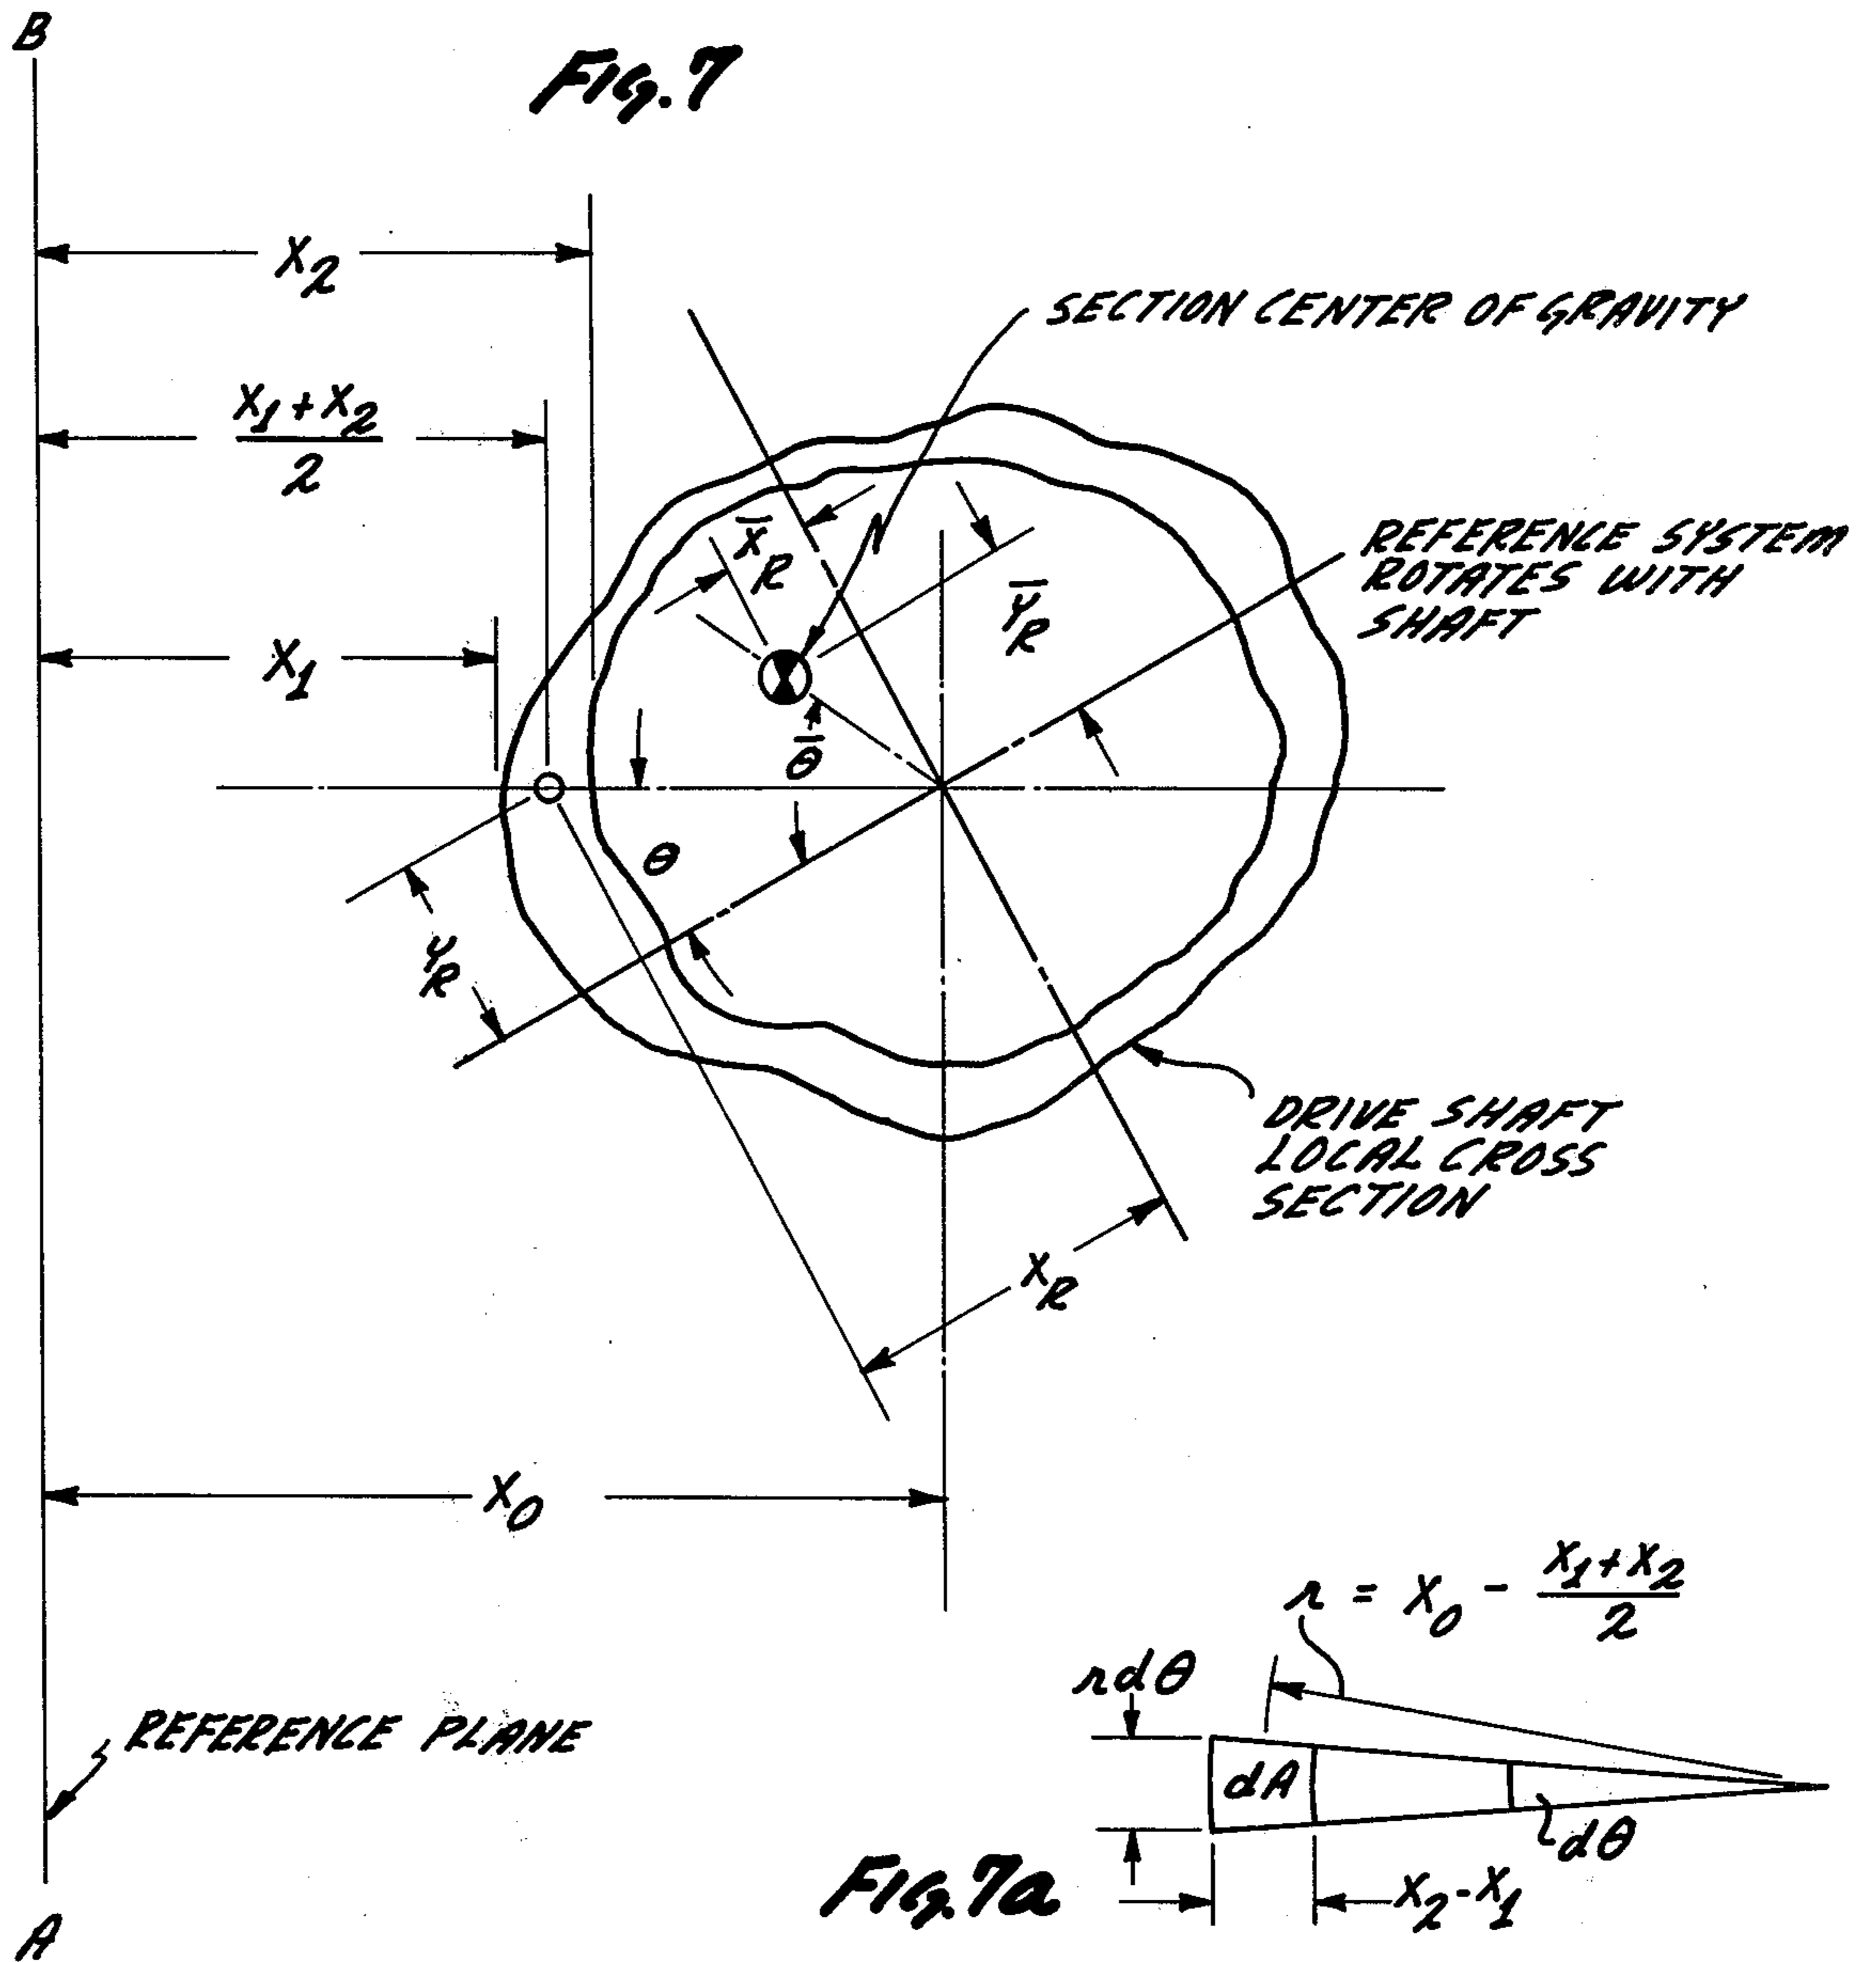 B
FIG. 7
X2
SECTION CENTER OF GRAVITY
X1 + X2
2
X̅R
REFERENCE SYSTEM
ROTATES WITH
SHAFT
Y̅R
X1
Θ̅
Θ
YR
DRIVE SHAFT
LOCAL CROSS
SECTION
XR
X0
r = X0 - X1 + X2
2
rdΘ
REFERENCE PLANE
dA
dΘ
FIG. 7a
X2 - X1
A